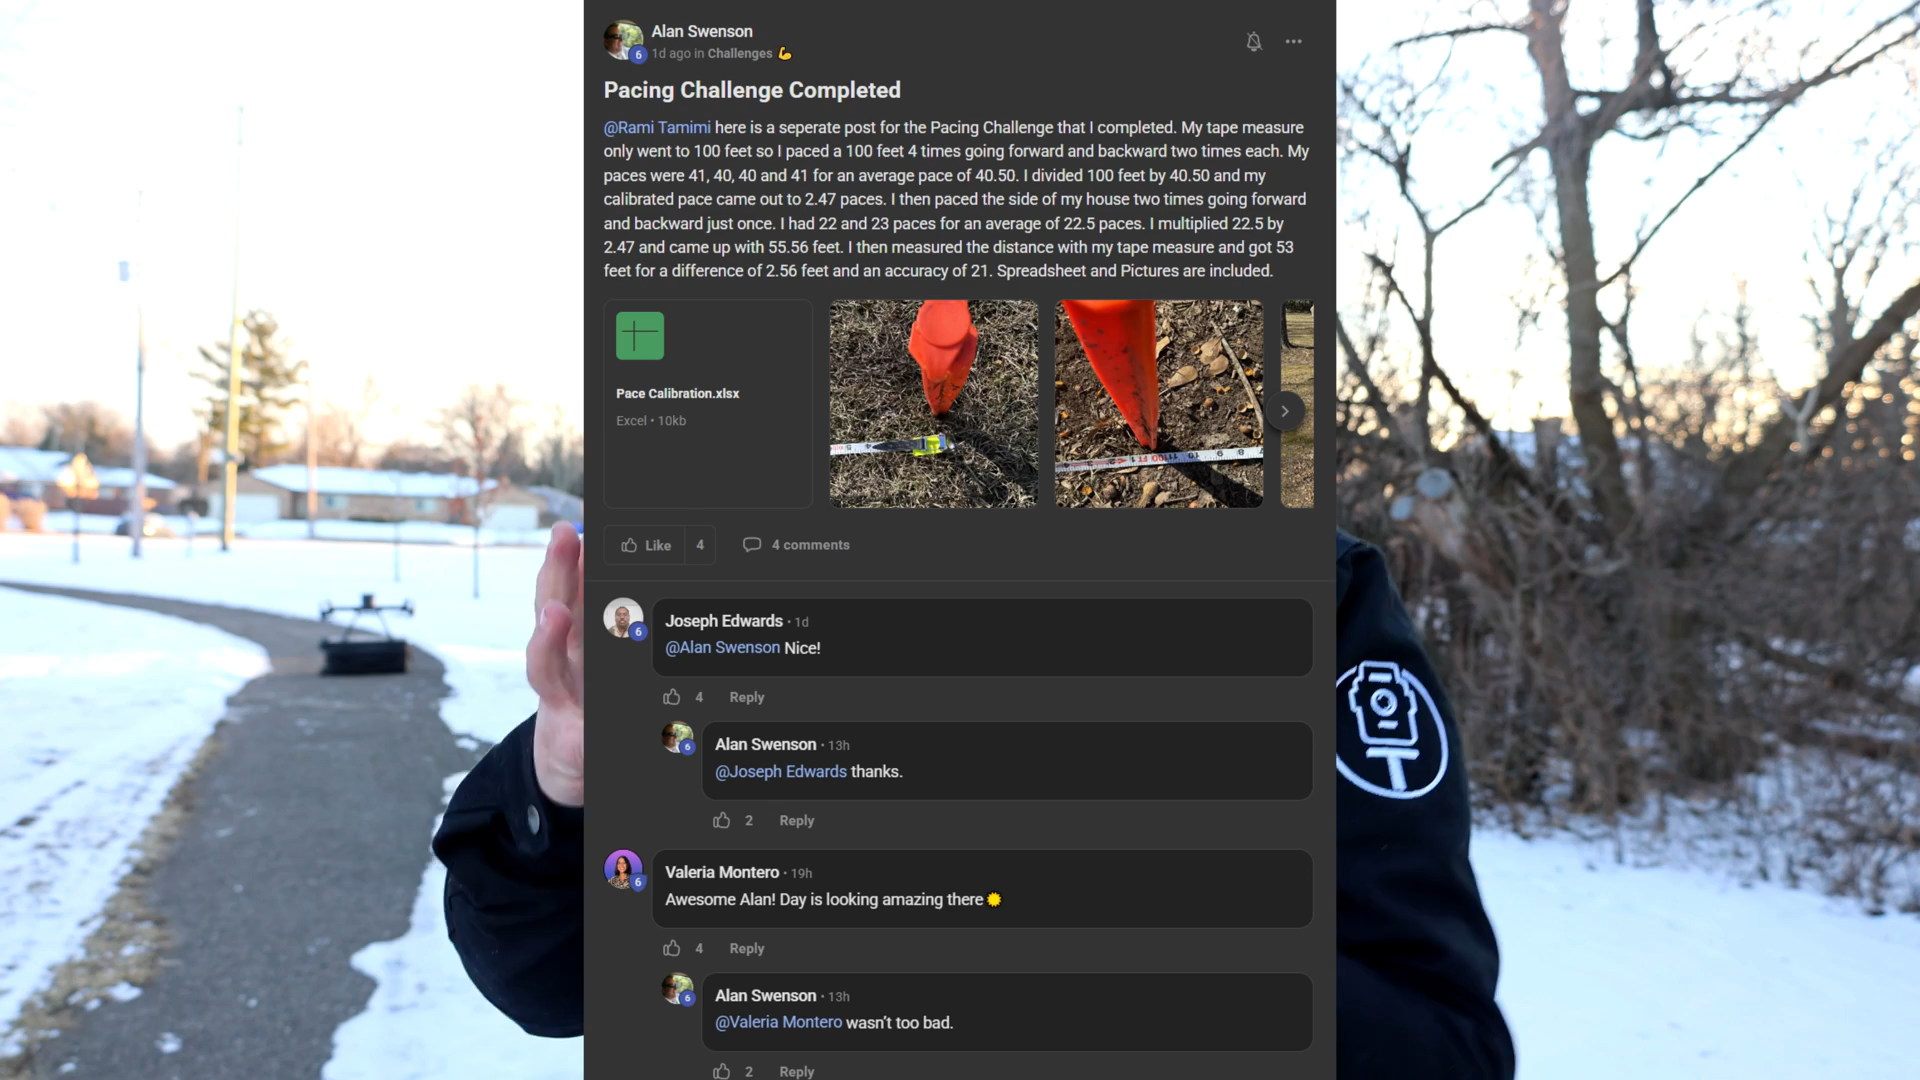 Alan Swenson
6
1d ago in Challenges 💪
Pacing Challenge Completed
@Rami Tamimi here is a seperate post for the Pacing Challenge that I completed. My tape measure
only went to 100 feet so I paced a 100 feet 4 times going forward and backward two times each. My
paces were 41, 40, 40 and 41 for an average pace of 40.50. I divided 100 feet by 40.50 and my
calibrated pace came out to 2.47 paces. I then paced the side of my house two times going forward
and backward just once. I had 22 and 23 paces for an average of 22.5 paces. I multiplied 22.5 by
2.47 and came up with 55.56 feet. I then measured the distance with my tape measure and got 53
feet for a difference of 2.56 feet and an accuracy of 21. Spreadsheet and Pictures are included.
Pace Calibration.xlsx
Excel • 10kb
Like 4 4 comments
Joseph Edwards • 1d
6
@Alan Swenson Nice!
4 Reply
Alan Swenson • 13h
6
@Joseph Edwards thanks.
2 Reply
Valeria Montero • 19h
6
Awesome Alan! Day is looking amazing there
4 Reply
Alan Swenson • 13h
6
@Valeria Montero wasn't too bad.
2 Reply